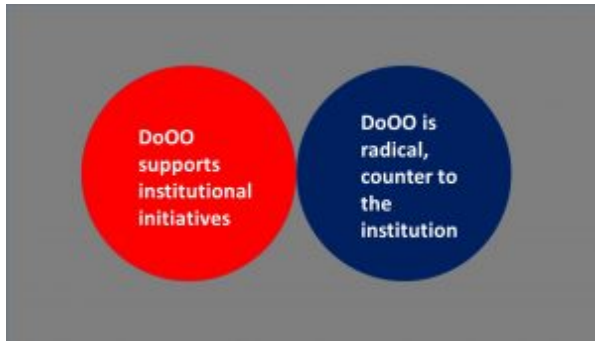 DoOO
supports
institutional
initiatives
DoOO is
radical,
counter to
the
institution